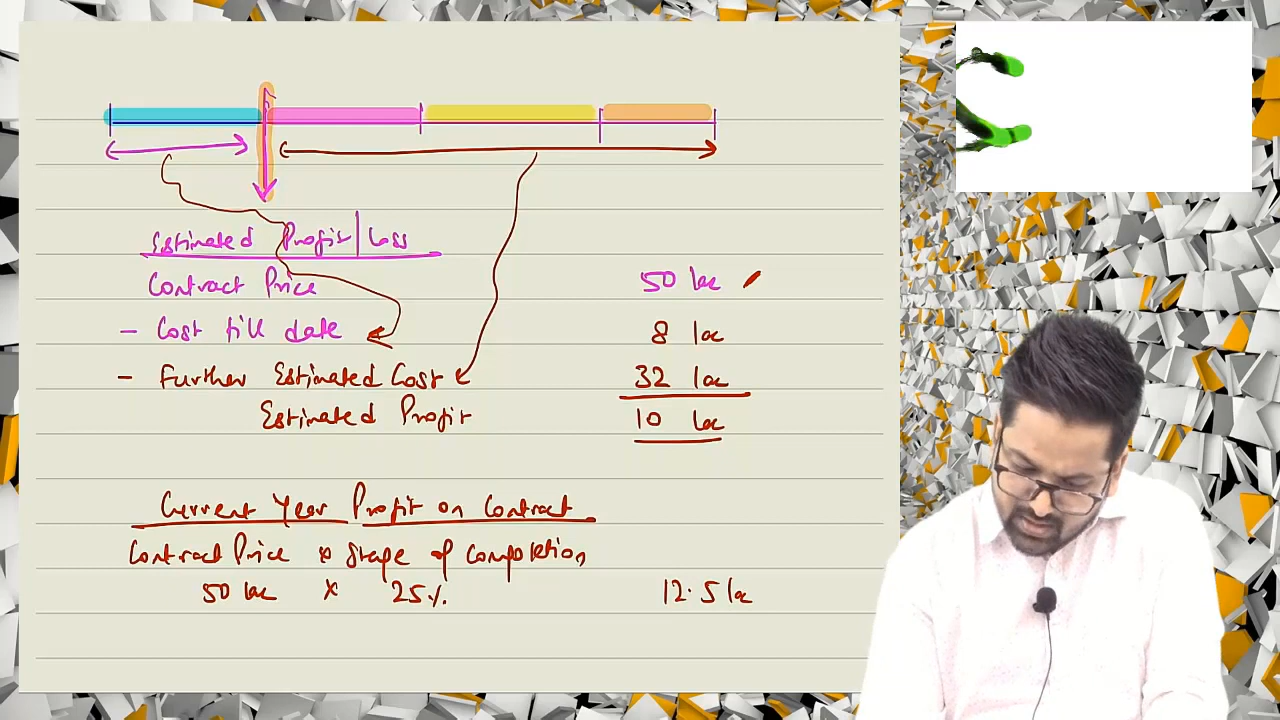 Estimated Profit | Loss
Contract Price 50 lac
- Cost till date 8 lac
- Further Estimated Cost 32 lac
Estimated Profit 10 lac
Current Year Profit on Contract
Contract Price x Stage of Completion
50 lac x 25% 12.5 lac